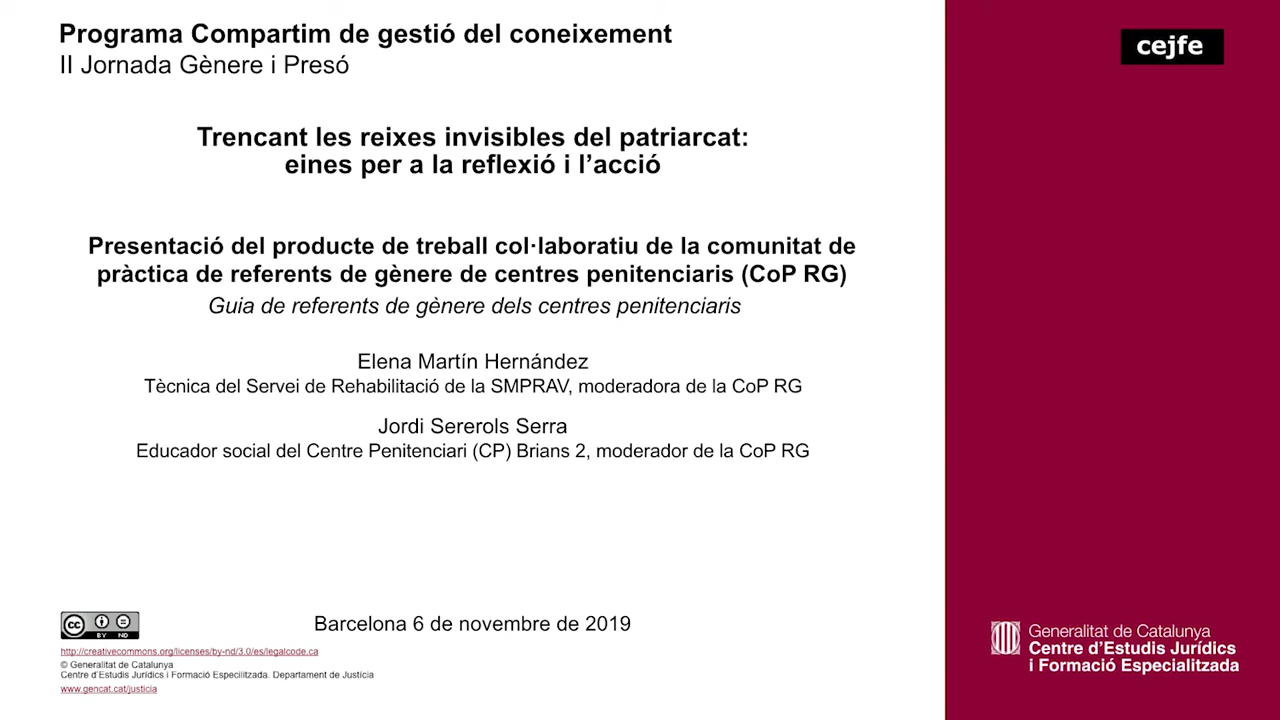 Programa Compartim de gestió del coneixement
II Jornada Gènere i Presó
cejfe
Trencant les reixes invisibles del patriarcat:
eines per a la reflexió i l’acció
Presentació del producte de treball col·laboratiu de la comunitat de
pràctica de referents de gènere de centres penitenciaris (CoP RG)
Guia de referents de gènere dels centres penitenciaris
Elena Martín Hernández
Tècnica del Servei de Rehabilitació de la SMPRAV, moderadora de la CoP RG
Jordi Sererols Serra
Educador social del Centre Penitenciari (CP) Brians 2, moderador de la CoP RG
Barcelona 6 de novembre de 2019
cc BY ND
http://creativecommons.org/licenses/by-nd/3.0/es/legalcode.ca
© Generalitat de Catalunya
Centre d’Estudis Jurídics i Formació Especilitzada. Departament de Justícia
www.gencat.cat/justicia
Generalitat de Catalunya
Centre d’Estudis Jurídics
i Formació Especialitzada